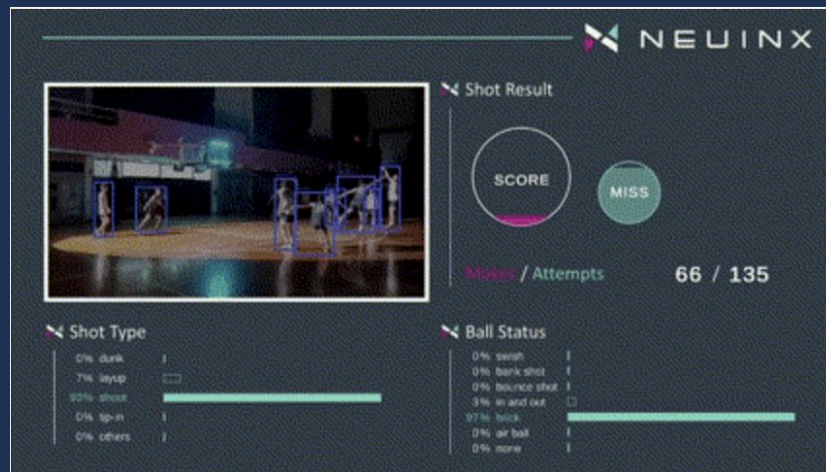 NEUINX
Shot Result
SCORE
MISS
Makes / Attempts 66 / 135
Shot Type
0% dunk
7% layup
93% shoot
0% tip-in
0% others
Ball Status
0% swish
0% bank shot
0% bounce shot
3% in and out
97% brick
0% air ball
0% none